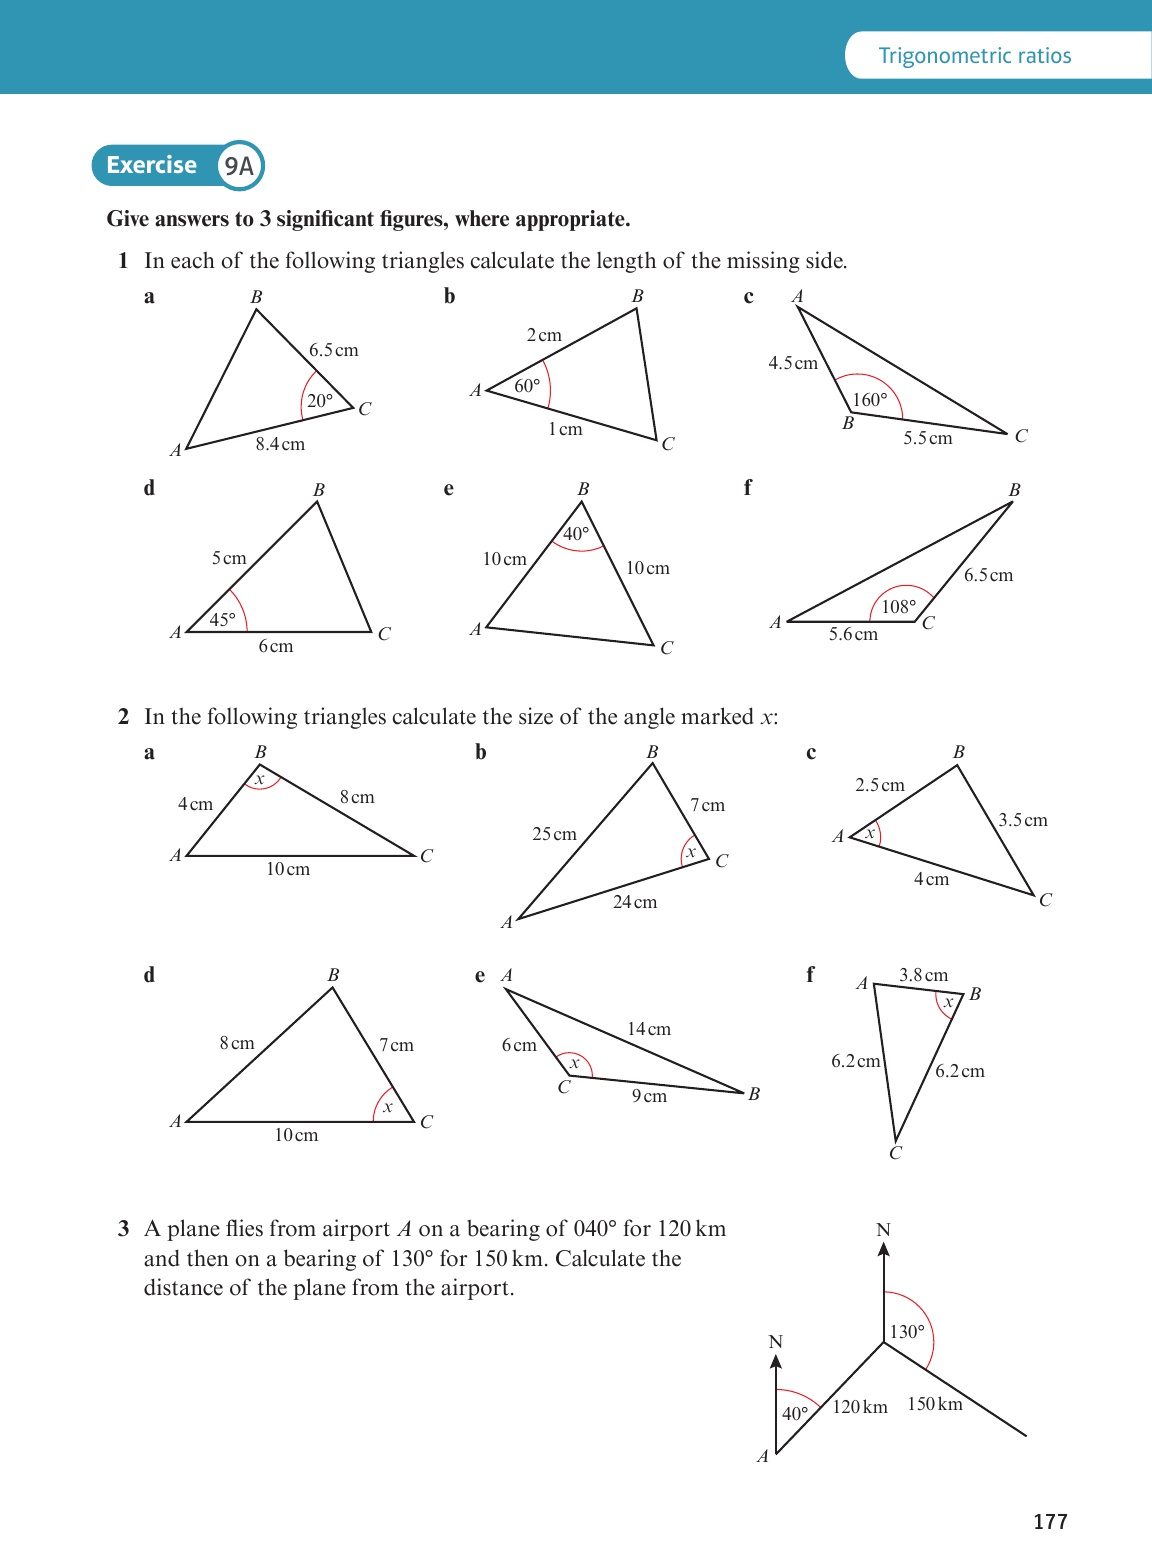 Trigonometric ratios
Exercise 9A
Give answers to 3 significant figures, where appropriate.
1 In each of the following triangles calculate the length of the missing side.
a
B
6.5 cm
20°
C
8.4 cm
A
b
B
2 cm
A
60°
1 cm
C
c
A
4.5 cm
160°
B
5.5 cm
C
d
B
5 cm
45°
A
6 cm
C
e
B
40°
10 cm
10 cm
A
C
f
B
6.5 cm
108°
A
5.6 cm
C
2 In the following triangles calculate the size of the angle marked x:
a
B
x
4 cm
8 cm
A
10 cm
C
b
B
7 cm
25 cm
x
C
24 cm
A
c
B
2.5 cm
3.5 cm
A
x
4 cm
C
d
B
8 cm
7 cm
x
A
10 cm
C
e
A
14 cm
6 cm
x
C
9 cm
B
f
A
3.8 cm
B
x
6.2 cm
6.2 cm
C
3 A plane flies from airport A on a bearing of 040° for 120 km
and then on a bearing of 130° for 150 km. Calculate the
distance of the plane from the airport.
N
130°
N
40°
120 km
150 km
A
177